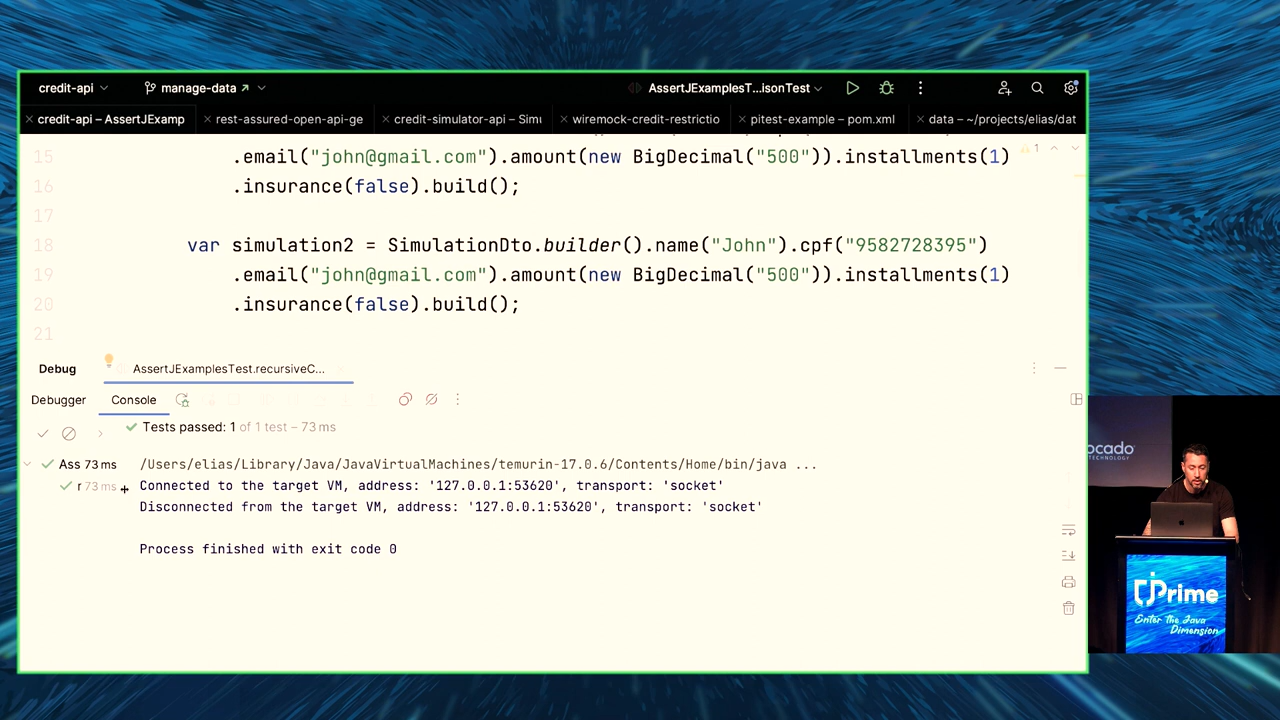 credit-api
manage-data
AssertJExamplesT...isonTest
credit-api – AssertJExamp
rest-assured-open-api-ge
credit-simulator-api – Simu
wiremock-credit-restrictio
pitest-example – pom.xml
data – ~/projects/elias/dat
15 .email("john@gmail.com").amount(new BigDecimal("500")).installments(1)
1
16 .insurance(false).build();
17
18 var simulation2 = SimulationDto.builder().name("John").cpf("9582728395")
19 .email("john@gmail.com").amount(new BigDecimal("500")).installments(1)
20 .insurance(false).build();
21
Debug
AssertJExamplesTest.recursiveC...
Debugger
Console
Tests passed: 1 of 1 test – 73 ms
Ass 73 ms
r 73 ms
/Users/elias/Library/Java/JavaVirtualMachines/temurin-17.0.6/Contents/Home/bin/java ...
Connected to the target VM, address: '127.0.0.1:53620', transport: 'socket'
Disconnected from the target VM, address: '127.0.0.1:53620', transport: 'socket'
Process finished with exit code 0
ocado
TECHNOLOGY
JPrime
Enter the Java
Dimension